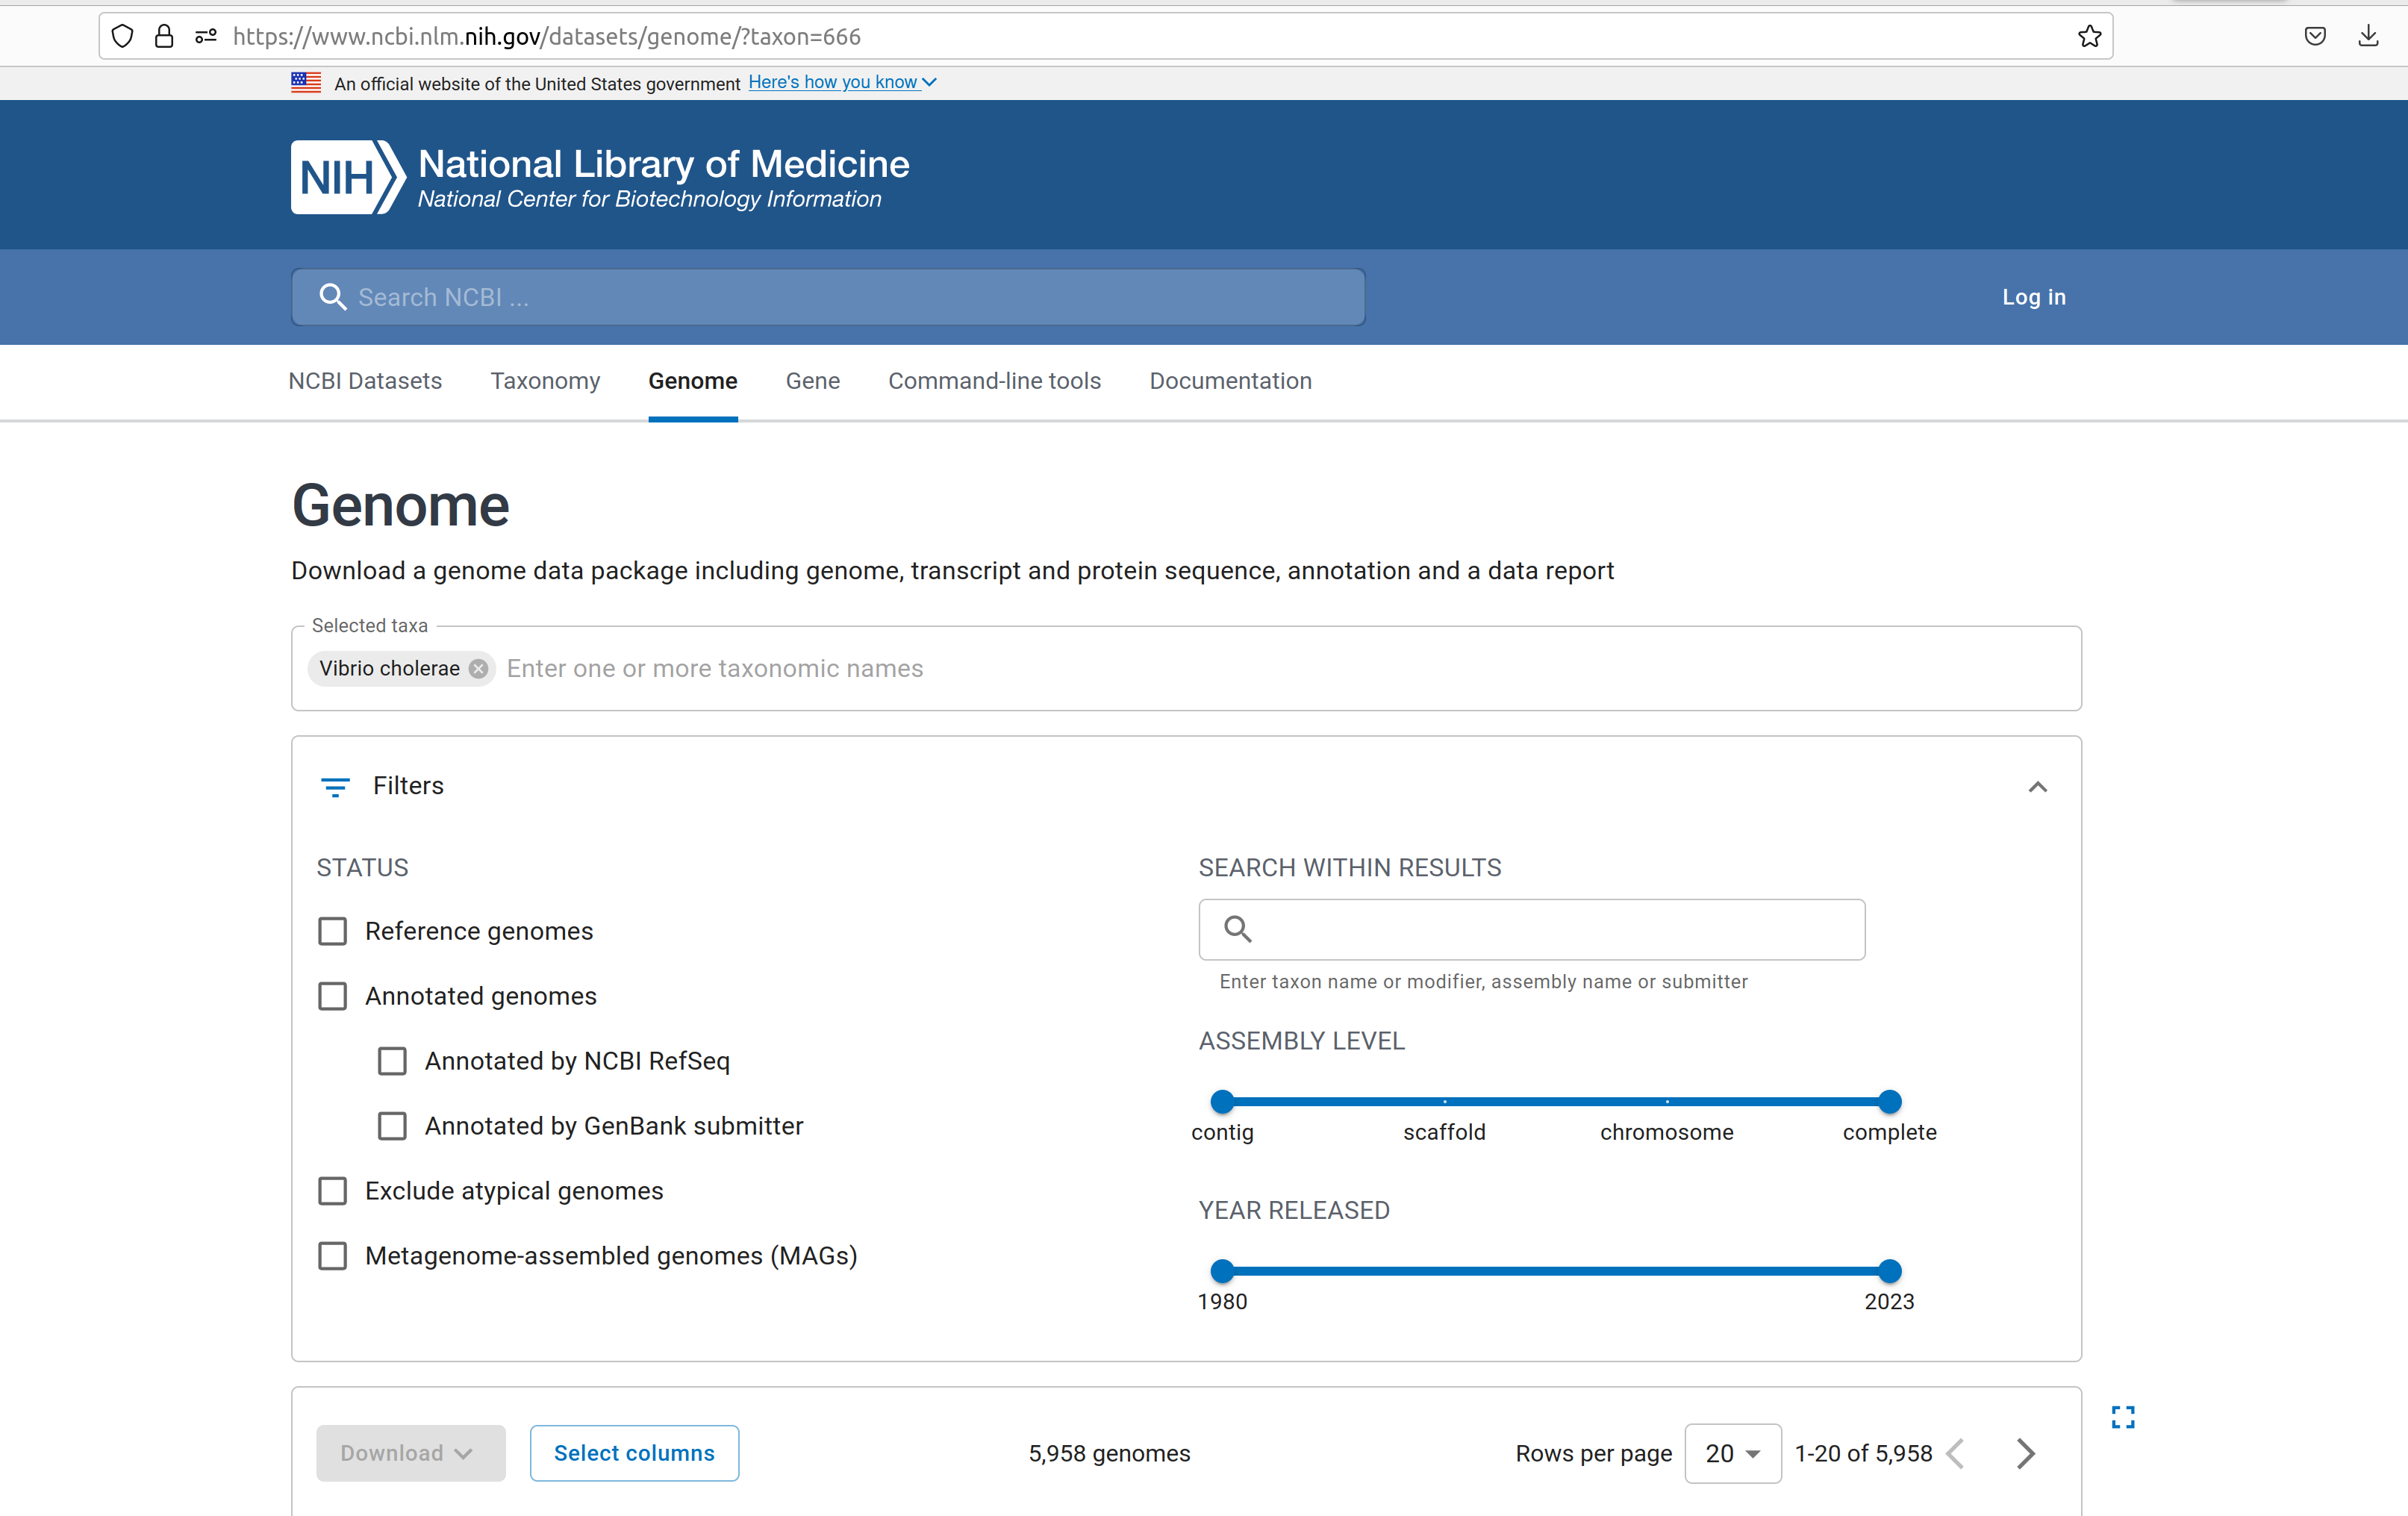 https://www.ncbi.nlm.nih.gov/datasets/genome/?taxon=666
An official website of the United States government Here's how you know
NIH National Library of Medicine
National Center for Biotechnology Information
Search NCBI ...
Log in
NCBI Datasets Taxonomy Genome Gene Command-line tools Documentation
Genome
Download a genome data package including genome, transcript and protein sequence, annotation and a data report
Selected taxa
Vibrio cholerae Enter one or more taxonomic names
Filters
STATUS
Reference genomes
Annotated genomes
Annotated by NCBI RefSeq
Annotated by GenBank submitter
Exclude atypical genomes
Metagenome-assembled genomes (MAGs)
SEARCH WITHIN RESULTS
Enter taxon name or modifier, assembly name or submitter
ASSEMBLY LEVEL
contig scaffold chromosome complete
YEAR RELEASED
1980 2023
Download Select columns 5,958 genomes Rows per page 20 1-20 of 5,958